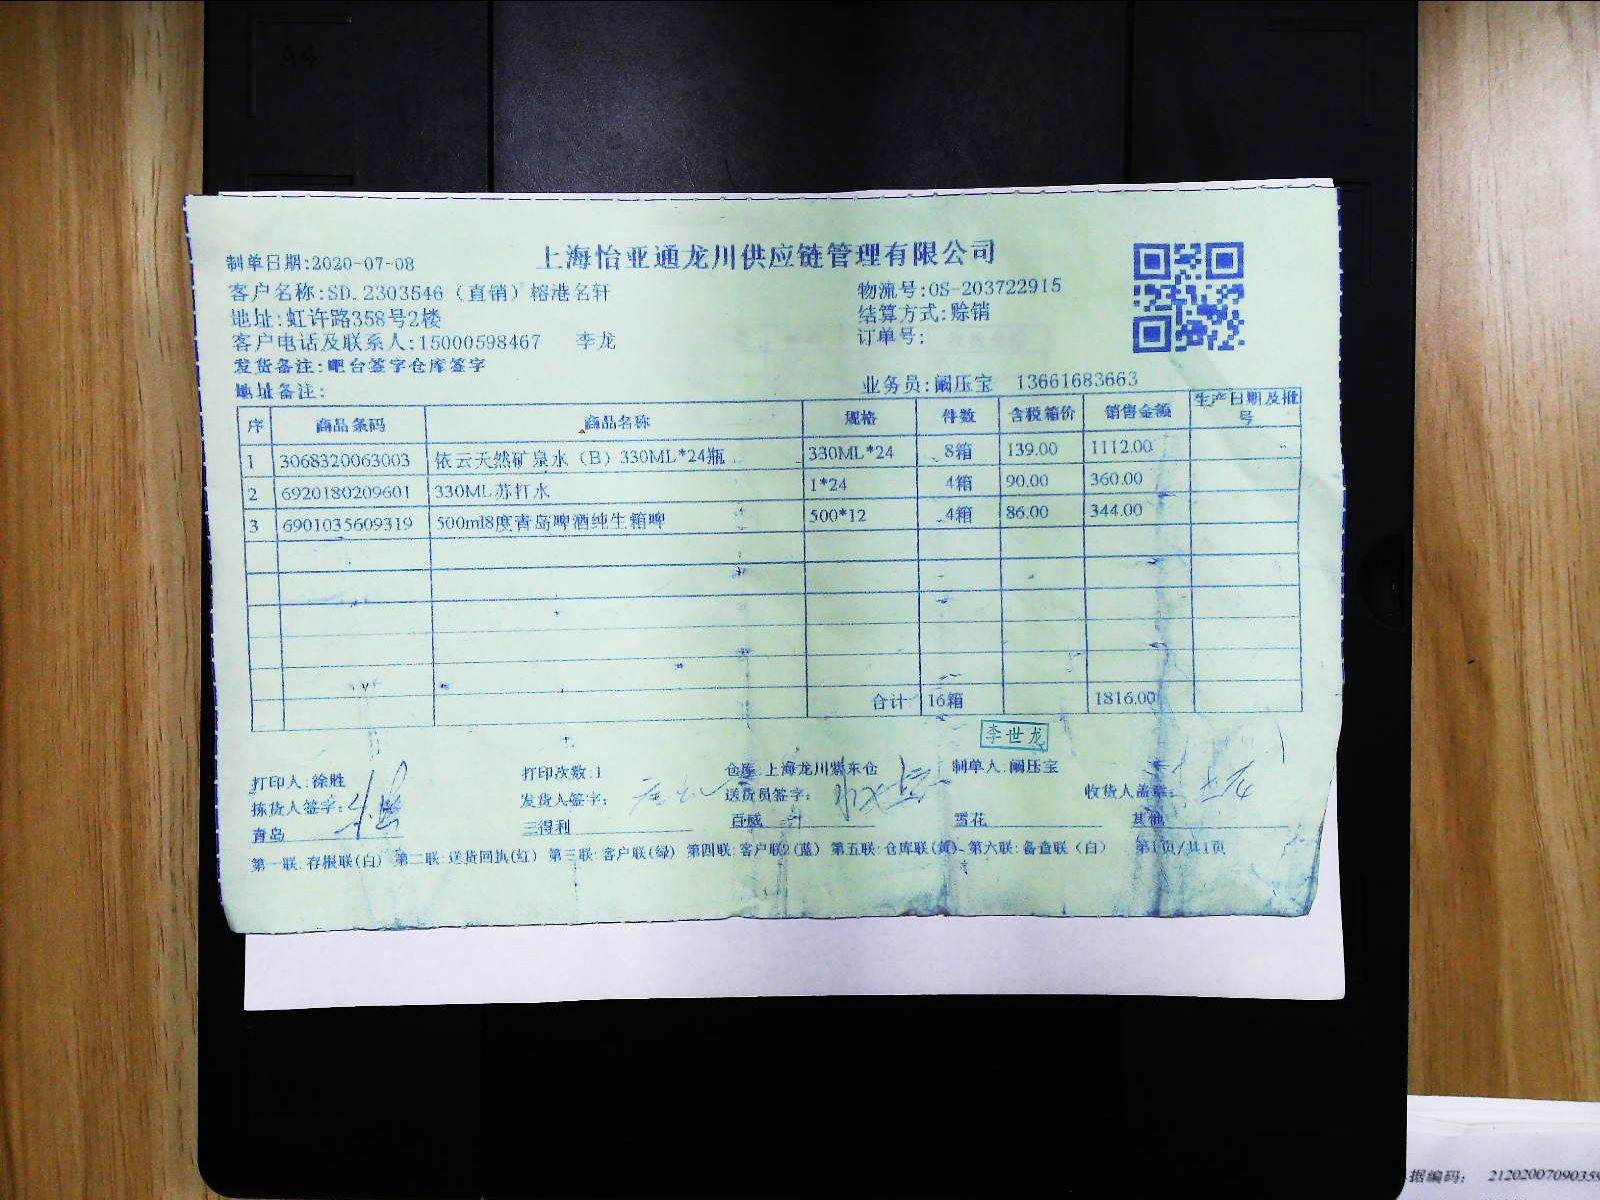 上海怡亚通龙川供应链管理有限公司
制单日期:2020-07-08
客户名称:SD.2303546（直销）榕港名轩 物流号:OS-203722915
地址:虹许路358号2楼 结算方式:赊销
客户电话及联系人:15000598467 李龙 订单号:
发货备注:吧台签字仓库签字
地址备注: 业务员:阚压宝 13661683663
序 商品条码 商品名称 规格 件数 含税箱价 销售金额 生产日期及批号
1 3068320063003 依云天然矿泉水（B）330ML*24瓶 330ML*24 8箱 139.00 1112.00
2 6920180209601 330ML苏打水 1*24 4箱 90.00 360.00
3 6901035609319 500ml8度青岛啤酒纯生箱啤 500*12 4箱 86.00 344.00
合计: 16箱 1816.00
李世龙
打印人:徐胜 打印次数:1 仓库:上海龙川紫东仓 制单人:阚压宝
拣货人签字: 发货人签字: 送货员签字: 收货人盖章:
青岛 三得利 百威 雪花 其他
第一联:存根联(白) 第二联:送货回执(红) 第三联:客户联(绿) 第四联:客户联2(蓝) 第五联:仓库联(黄) 第六联:备查联（白） 第1页/共1页
据编码: 2120200709035